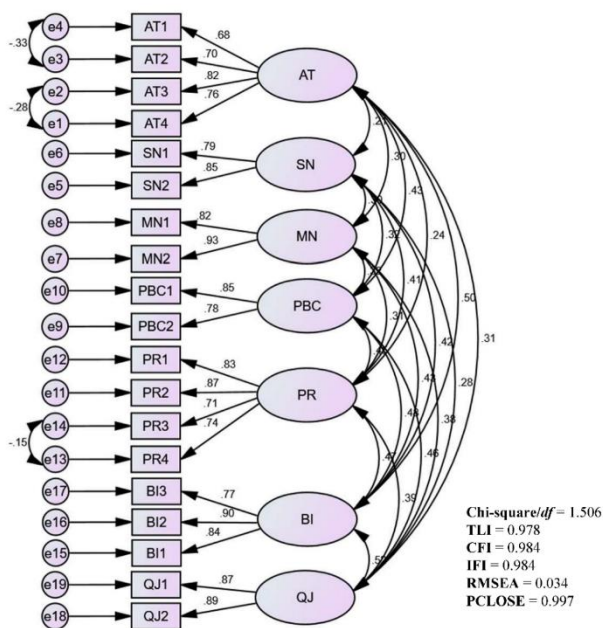 e4 AT1 .68
-.33
e3 AT2 .70
AT
e2 AT3 .82
-.28
e1 AT4 .76
e6 SN1 .79
SN
e5 SN2 .85
e8 MN1 .82
MN
e7 MN2 .93
e10 PBC1 .85
PBC
e9 PBC2 .78
e12 PR1 .83
e11 PR2 .87
PR
e14 PR3 .71
-.15
e13 PR4 .74
e17 BI3 .77
e16 BI2 .90
BI
e15 BI1 .84
e19 QJ1 .87
QJ
e18 QJ2 .89
.30
.43
.24
.32
.41
.50
.31
.31
.42
.28
.38
.46
.39
Chi-square/df = 1.506
TLI = 0.978
CFI = 0.984
IFI = 0.984
RMSEA = 0.034
PCLOSE = 0.997